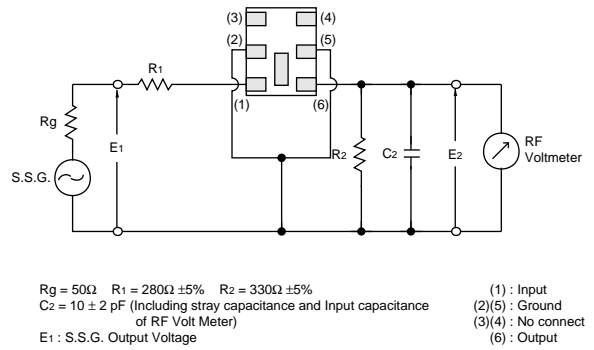 (3) (4)
(2) (5)
R1
(1) (6)
Rg
E1
R2 C2 E2
RF
Voltmeter
S.S.G.
Rg = 50Ω R1 = 280Ω ±5% R2 = 330Ω ±5%
C2 = 10 ± 2 pF (Including stray capacitance and Input capacitance
of RF Volt Meter)
E1 : S.S.G. Output Voltage
(1) : Input
(2)(5) : Ground
(3)(4) : No connect
(6) : Output